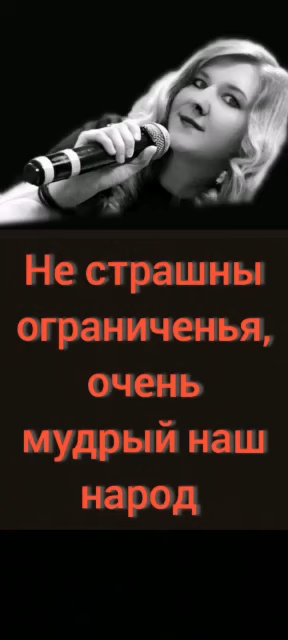 Не страшны
ограниченья,
очень
мудрый наш
народ